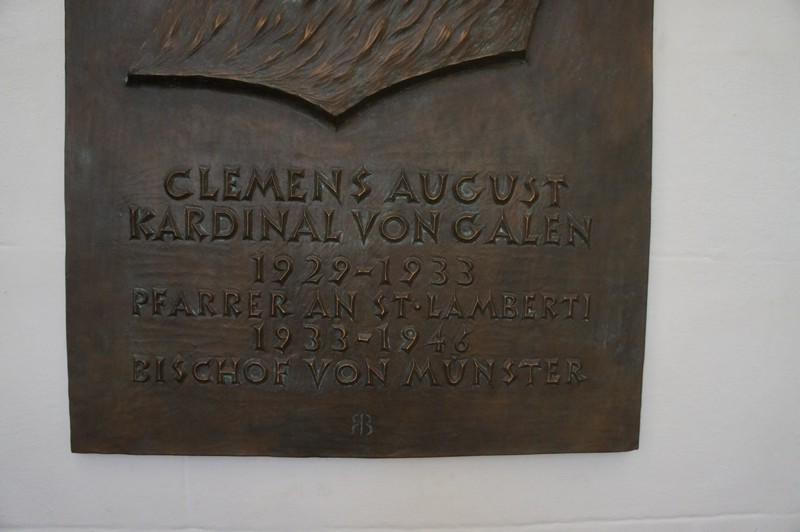 CLEMENS AUGUST
KARDINAL VON GALEN
1929-1933
PFARRER AN ST·LAMBERTI
1933-1946
BISCHOF VON MÜNSTER